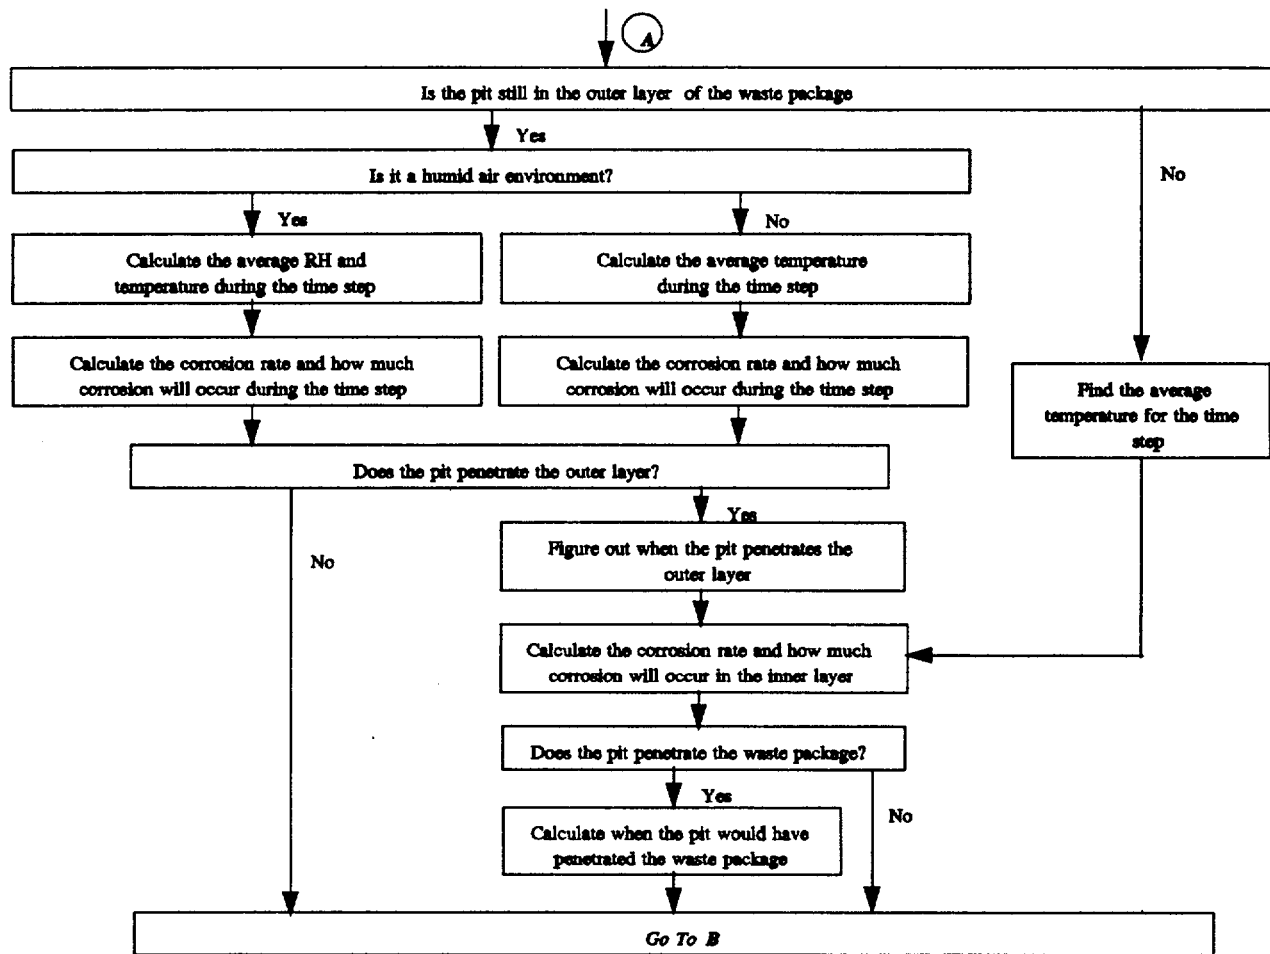 A
Is the pit still in the outer layer of the waste package
Yes
No
Is it a humid air environment?
Yes
No
Calculate the average RH and
temperature during the time step
Calculate the average temperature
during the time step
Calculate the corrosion rate and how much
corrosion will occur during the time step
Calculate the corrosion rate and how much
corrosion will occur during the time step
Find the average
temperature for the time
step
Does the pit penetrate the outer layer?
Yes
No
Figure out when the pit penetrates the
outer layer
Calculate the corrosion rate and how much
corrosion will occur in the inner layer
Does the pit penetrate the waste package?
Yes
No
Calculate when the pit would have
penetrated the waste package
Go To B